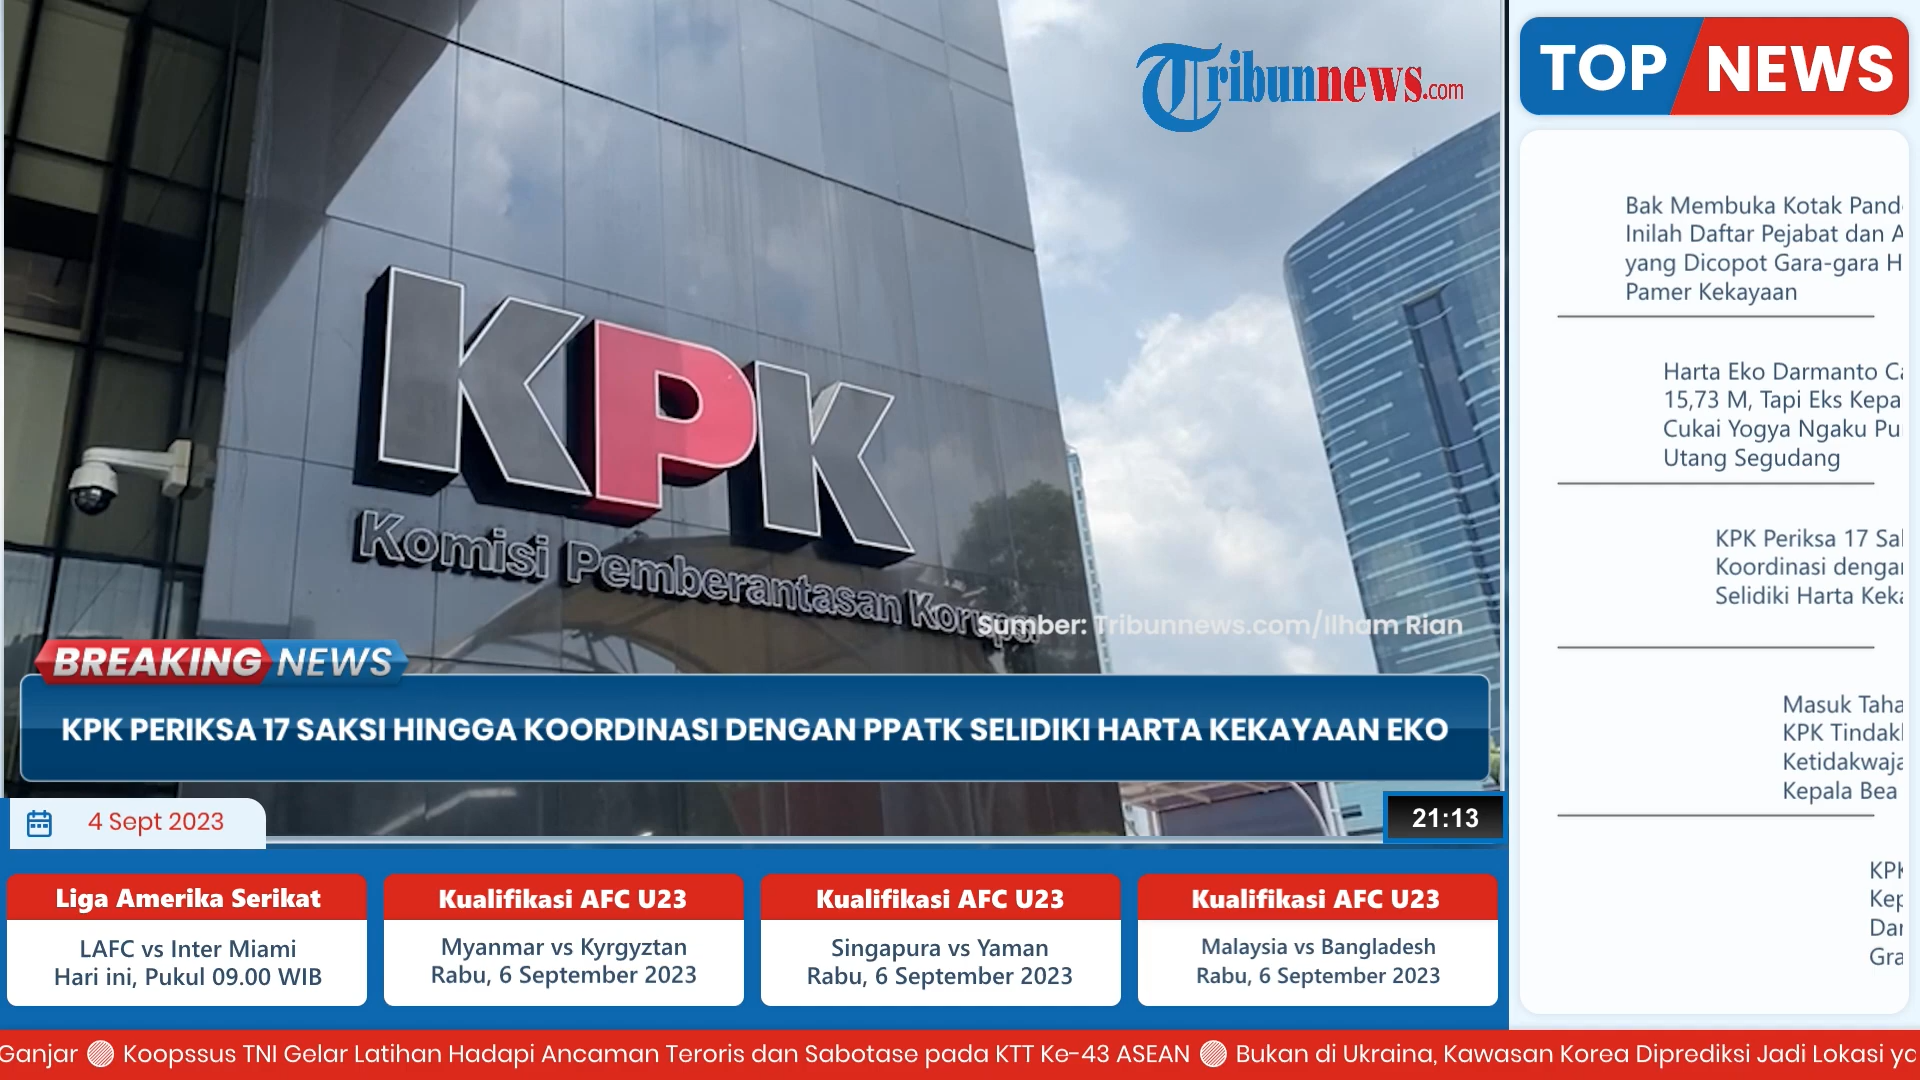 Tribunnews.com
TOP NEWS
KPK
Komisi Pemberantasan Korupsi
Sumber: Tribunnews.com/Ilham Rian
BREAKING NEWS
KPK PERIKSA 17 SAKSI HINGGA KOORDINASI DENGAN PPATK SELIDIKI HARTA KEKAYAAN EKO
4 Sept 2023
21:13
Bak Membuka Kotak
Inilah Daftar Pejabat dan
yang Dicopot Gara-gara
Pamer Kekayaan
Harta Eko Darmanto
15,73 M, Tapi Eks
Cukai Yogya Ngaku
Utang Segudang
KPK Periksa 17
Koordinasi
Selidiki Harta
Masuk
KPK
Kepala Bea
Liga Amerika Serikat
LAFC vs Inter Miami
Hari ini, Pukul 09.00 WIB
Kualifikasi AFC U23
Myanmar vs Kyrgyztan
Rabu, 6 September 2023
Kualifikasi AFC U23
Singapura vs Yaman
Rabu, 6 September 2023
Kualifikasi AFC U23
Malaysia vs Bangladesh
Rabu, 6 September 2023
Ganjar Koopssus TNI Gelar Latihan Hadapi Ancaman Teroris dan Sabotase pada KTT Ke-43 ASEAN Bukan di Ukraina, Kawasan Korea Diprediksi Jadi Lokasi